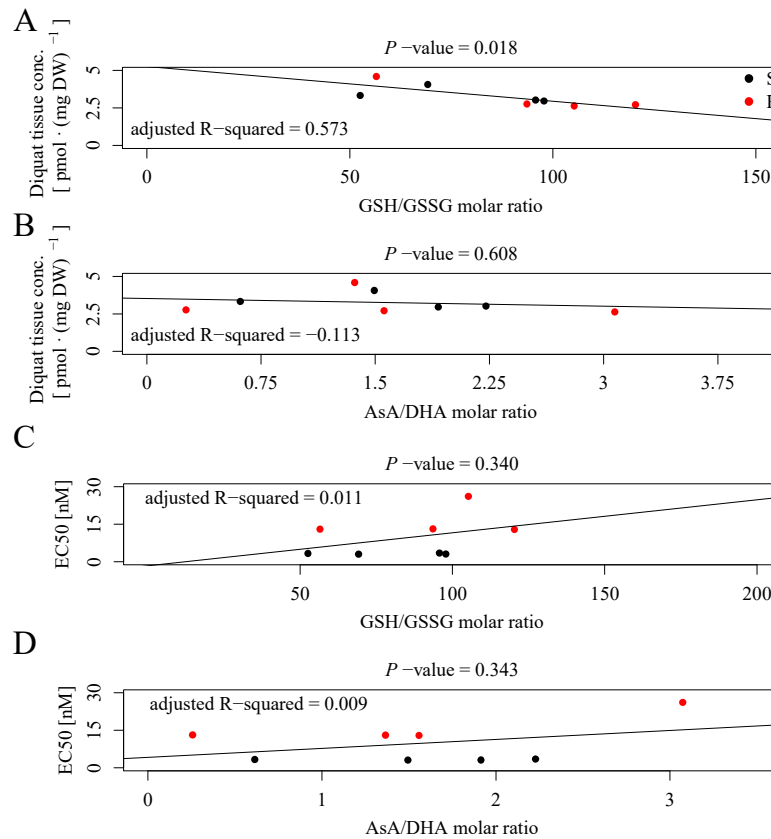 A
P −value = 0.018
Diquat tissue conc.
[ pmol · (mg DW) −1 ]
5
2.5
0
adjusted R−squared = 0.573
S
0
50
100
150
GSH/GSSG molar ratio
B
P −value = 0.608
Diquat tissue conc.
[ pmol · (mg DW) −1 ]
5
2.5
0
adjusted R−squared = −0.113
0
0.75
1.5
2.25
3
3.75
AsA/DHA molar ratio
C
P −value = 0.340
EC50 [nM]
30
15
0
adjusted R−squared = 0.011
50
100
150
200
GSH/GSSG molar ratio
D
P −value = 0.343
EC50 [nM]
30
15
0
adjusted R−squared = 0.009
0
1
2
3
AsA/DHA molar ratio